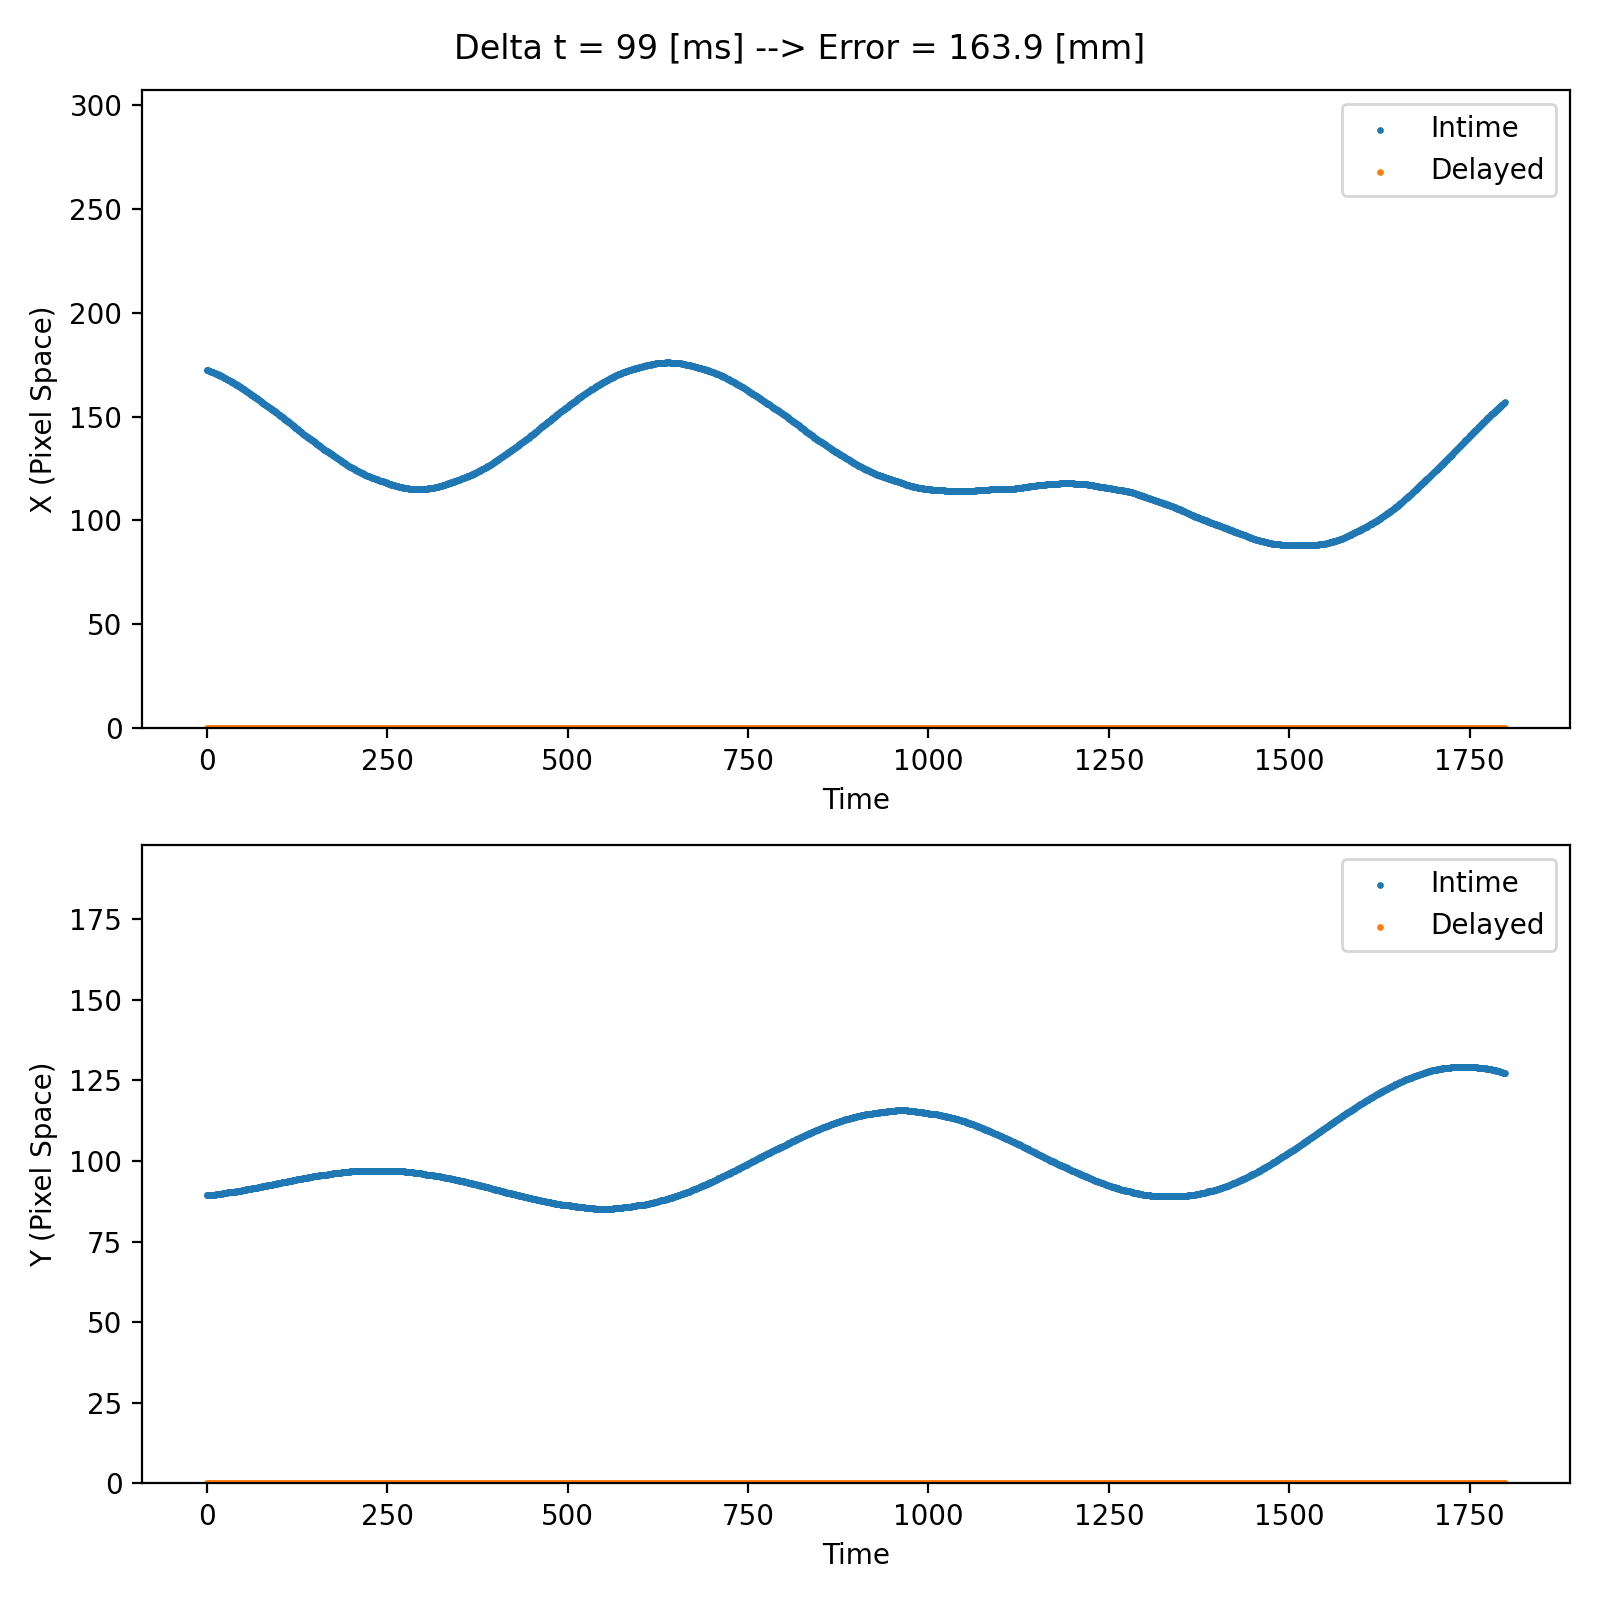 Delta t = 99 [ms] --> Error = 163.9 [mm]
300
250
200
150
100
50
0
X (Pixel Space)
Intime
Delayed
0 250 500 750 1000 1250 1500 1750
Time
175
150
125
100
75
50
25
0
Y (Pixel Space)
Intime
Delayed
0 250 500 750 1000 1250 1500 1750
Time